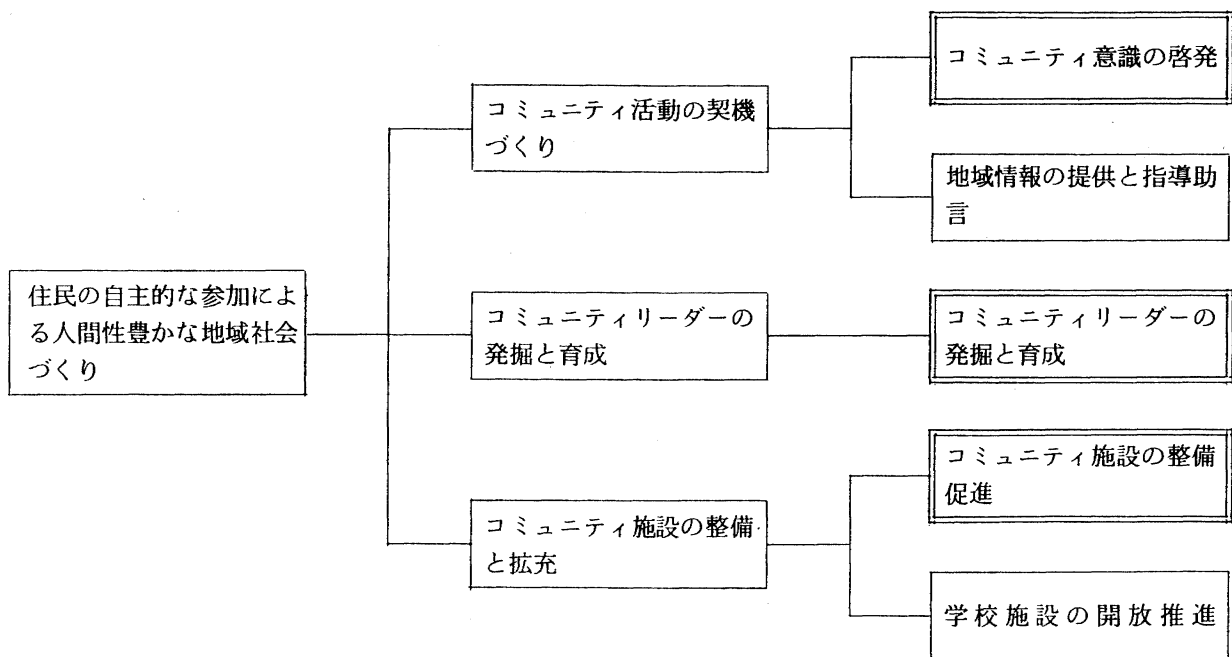 コミュニティ意識の啓発
コミュニティ活動の契機
づくり
地域情報の提供と指導助
言
住民の自主的な参加によ
る人間性豊かな地域社会
づくり
コミュニティリーダーの
発掘と育成
コミュニティリーダーの
発掘と育成
コミュニティ施設の整備
促進
コミュニティ施設の整備
と拡充
学校施設の開放推進